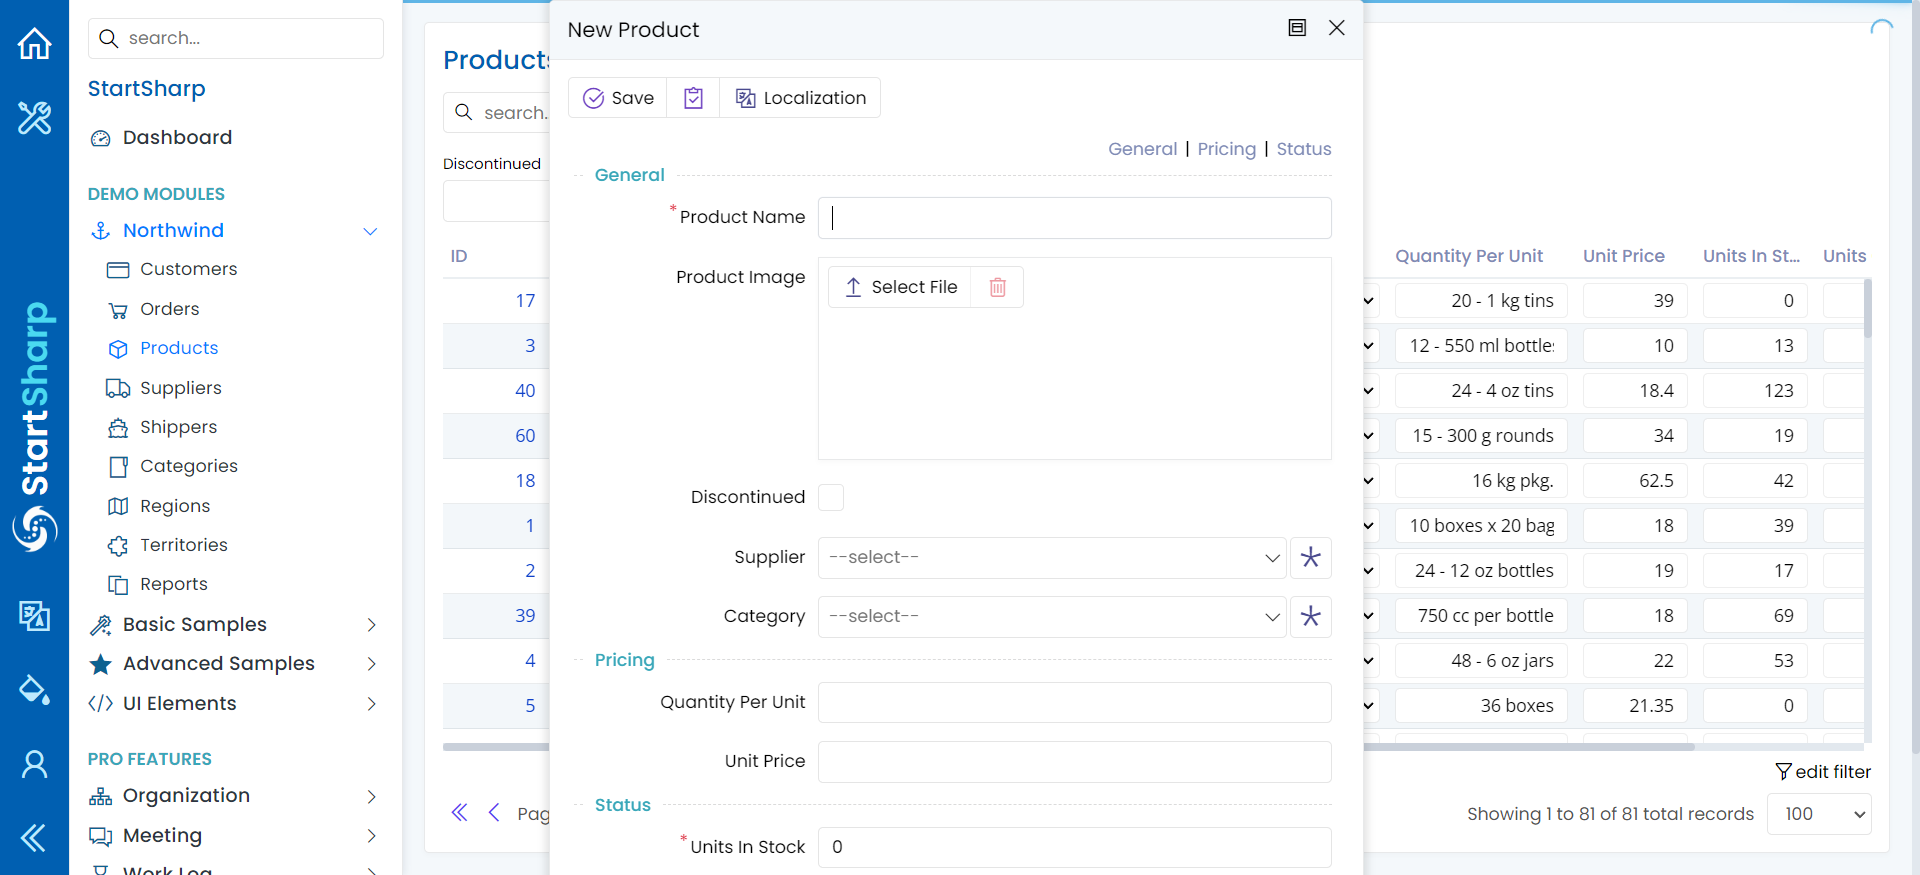 search...
StartSharp
Dashboard
DEMO MODULES
Northwind
Customers
Orders
Products
Suppliers
Shippers
Categories
Regions
Territories
Reports
Basic Samples
Advanced Samples
UI Elements
PRO FEATURES
Organization
Meeting
Work Log
StartSharp
Products
search...
Discontinued
ID
17
3
40
60
18
1
2
39
4
5
Pag
New Product
Save
Localization
General | Pricing | Status
General
*Product Name
Product Image
Select File
Discontinued
Supplier --select--
Category --select--
Pricing
Quantity Per Unit
Unit Price
Status
*Units In Stock 0
Quantity Per Unit Unit Price Units In St... Units
20 - 1 kg tins 39 0
12 - 550 ml bottles 10 13
24 - 4 oz tins 18.4 123
15 - 300 g rounds 34 19
16 kg pkg. 62.5 42
10 boxes x 20 bag 18 39
24 - 12 oz bottles 19 17
750 cc per bottle 18 69
48 - 6 oz jars 22 53
36 boxes 21.35 0
edit filter
Showing 1 to 81 of 81 total records 100